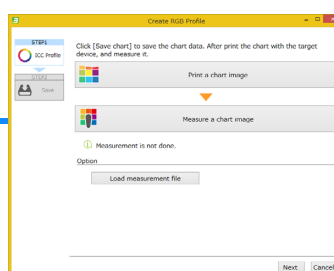 Create RGB Profile
STEP1
ICC Profile
Click [Save chart] to save the chart data. After print the chart with the target
device, and measure it.
Print a chart image
Save
Measure a chart image
Measurement is not done.
Option
Load measurement file
Next
Cancel